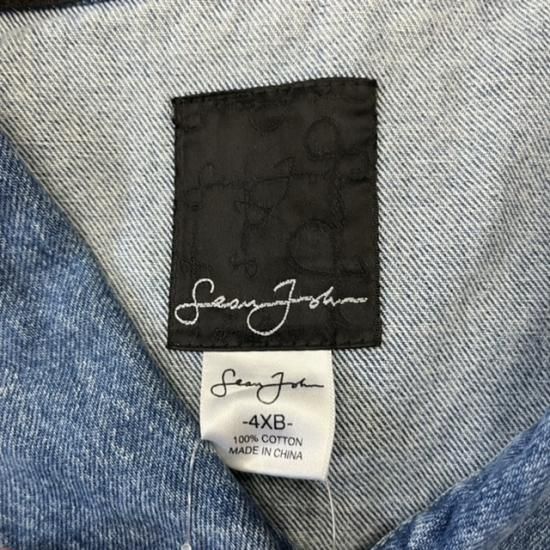 Sean John
Sean John
-4XB-
100% COTTON
MADE IN CHINA